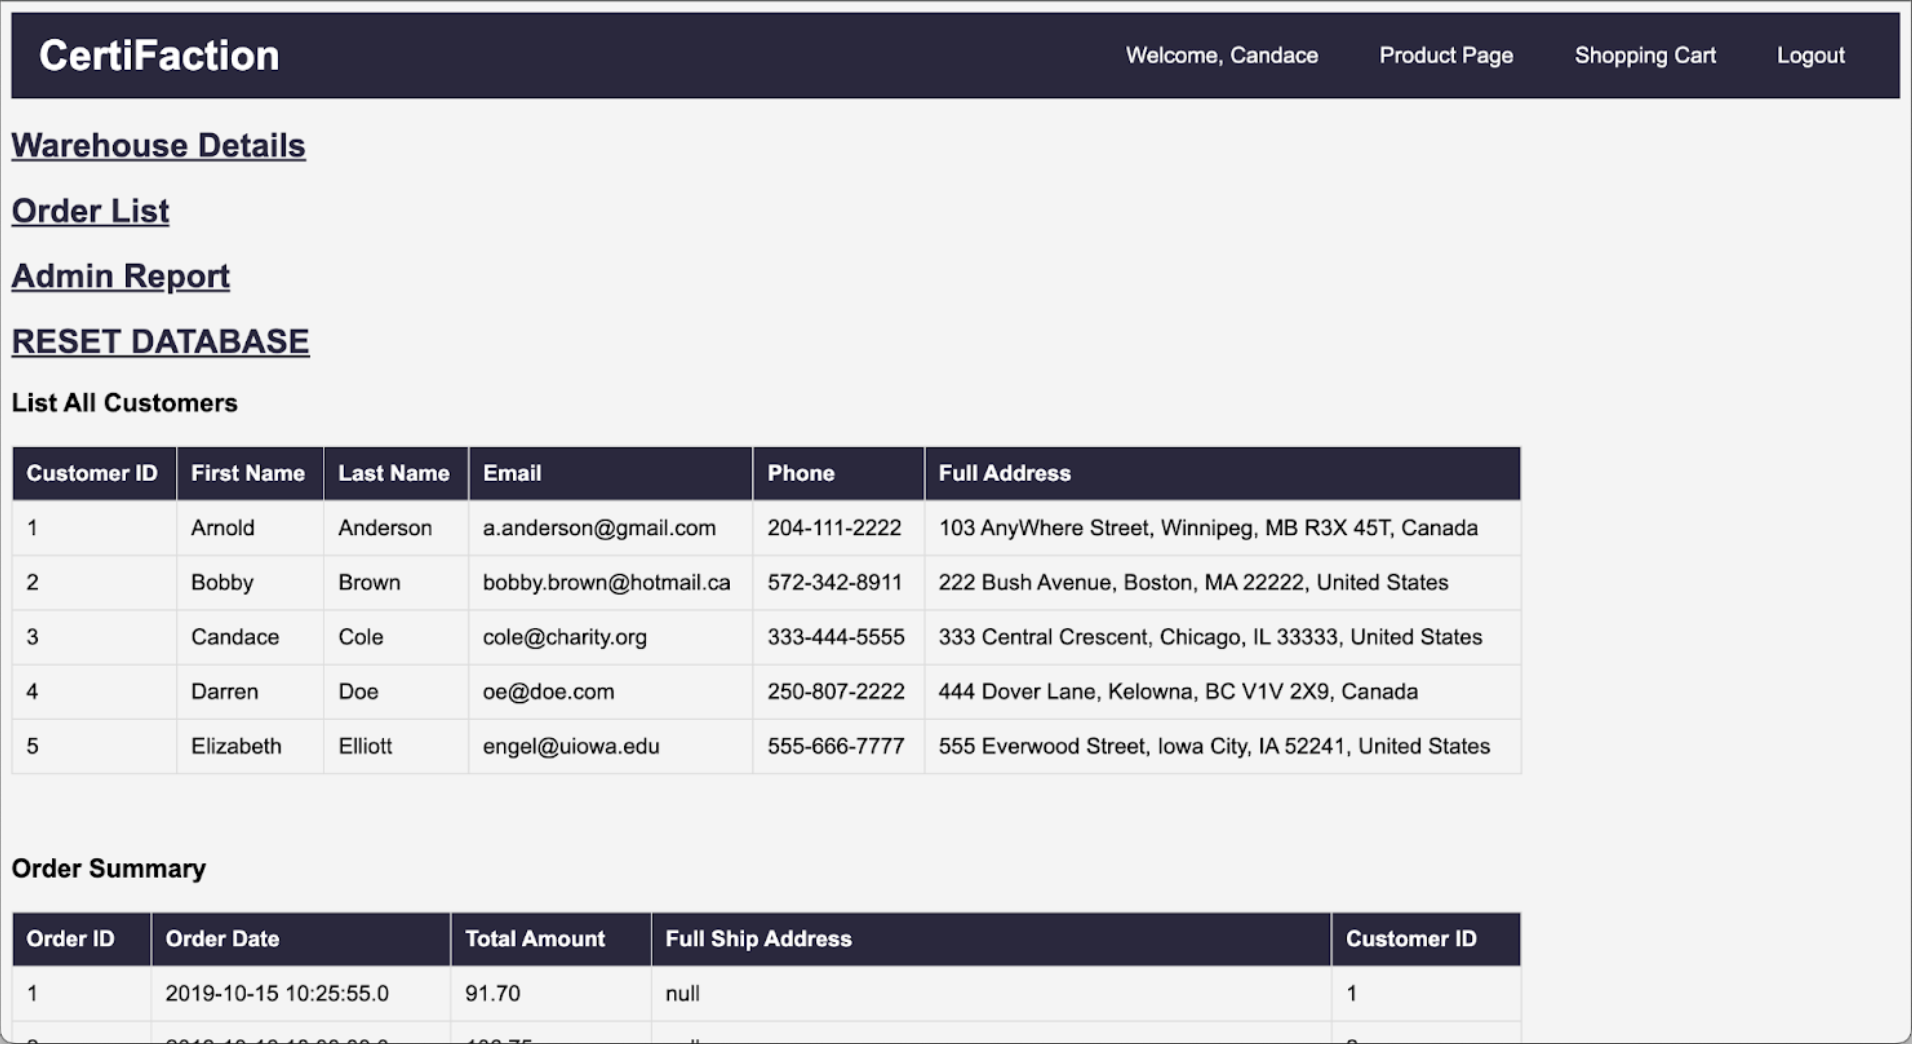 CertiFaction Welcome, Candace Product Page Shopping Cart Logout
Warehouse Details
Order List
Admin Report
RESET DATABASE
List All Customers
Customer ID First Name Last Name Email Phone Full Address
1 Arnold Anderson a.anderson@gmail.com 204-111-2222 103 AnyWhere Street, Winnipeg, MB R3X 45T, Canada
2 Bobby Brown bobby.brown@hotmail.ca 572-342-8911 222 Bush Avenue, Boston, MA 22222, United States
3 Candace Cole cole@charity.org 333-444-5555 333 Central Crescent, Chicago, IL 33333, United States
4 Darren Doe oe@doe.com 250-807-2222 444 Dover Lane, Kelowna, BC V1V 2X9, Canada
5 Elizabeth Elliott engel@uiowa.edu 555-666-7777 555 Everwood Street, Iowa City, IA 52241, United States
Order Summary
Order ID Order Date Total Amount Full Ship Address Customer ID
1 2019-10-15 10:25:55.0 91.70 null 1